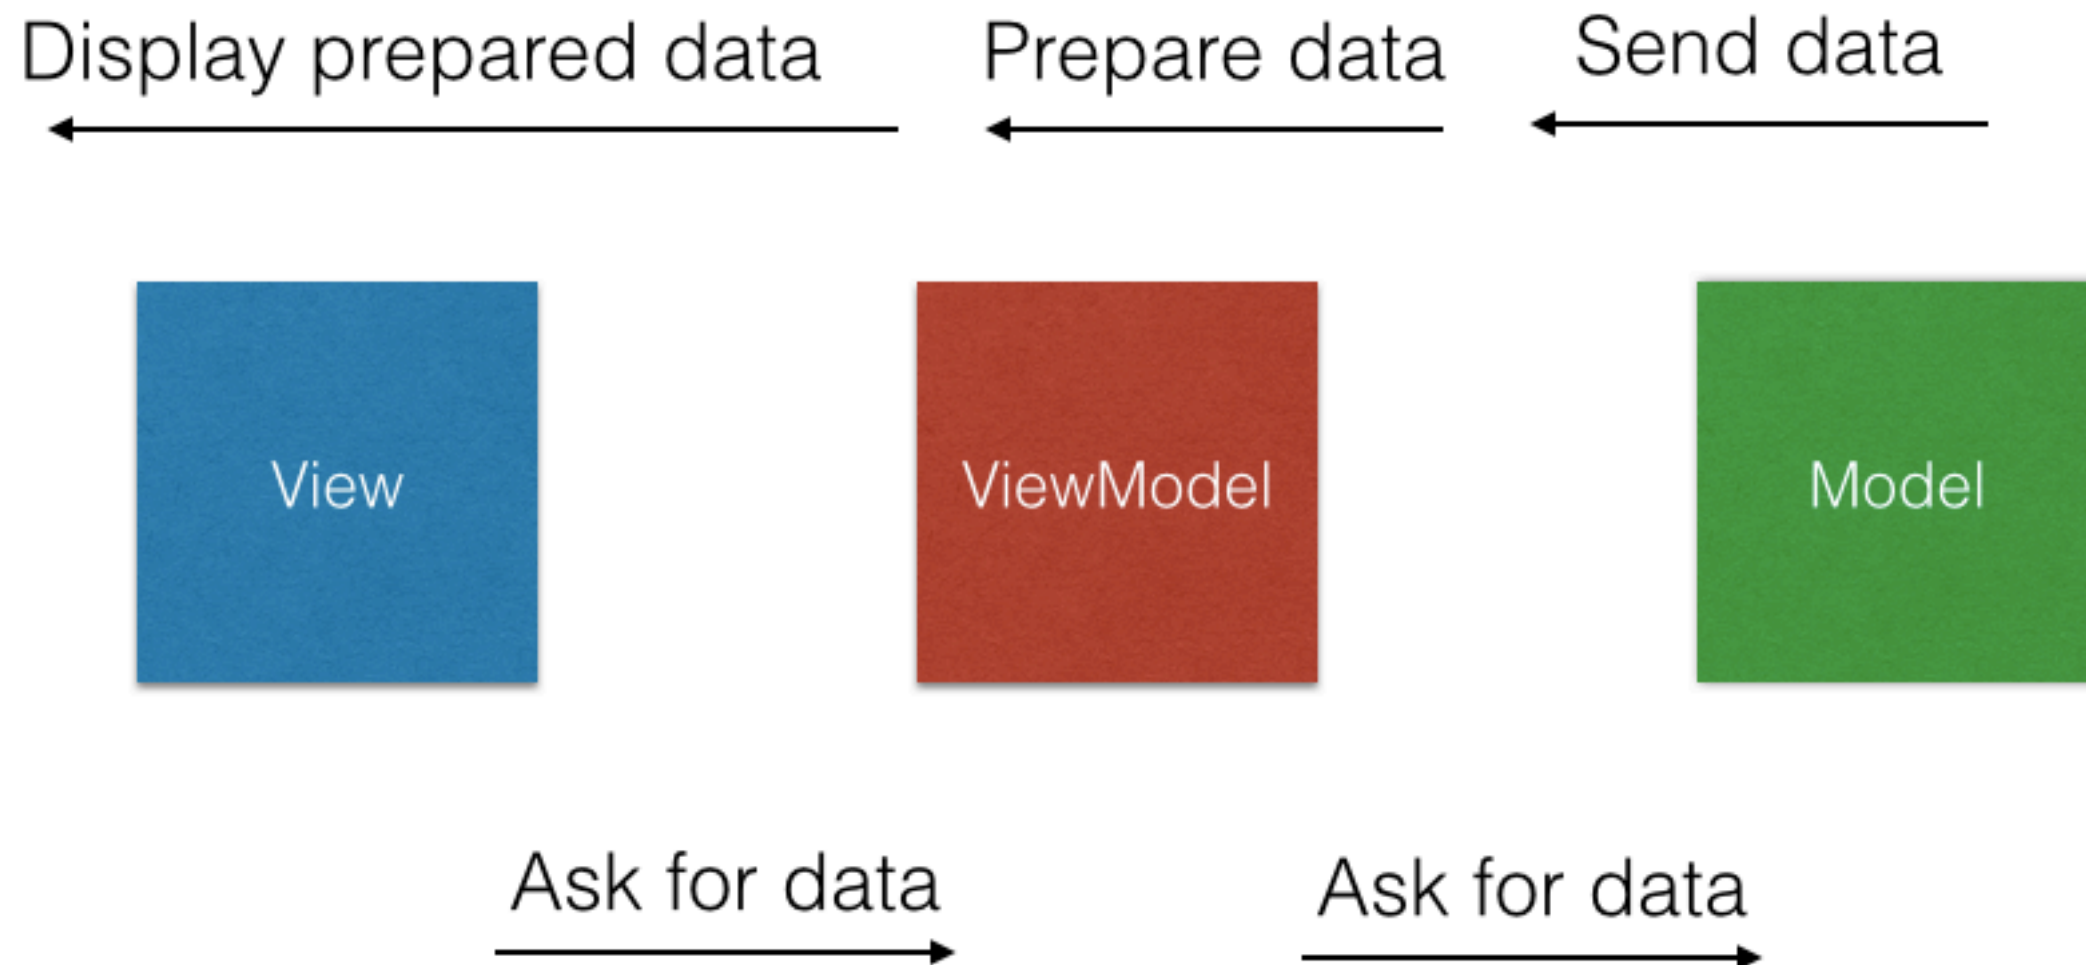 Display prepared data
Prepare data
Send data
View
ViewModel
Model
Ask for data
Ask for data